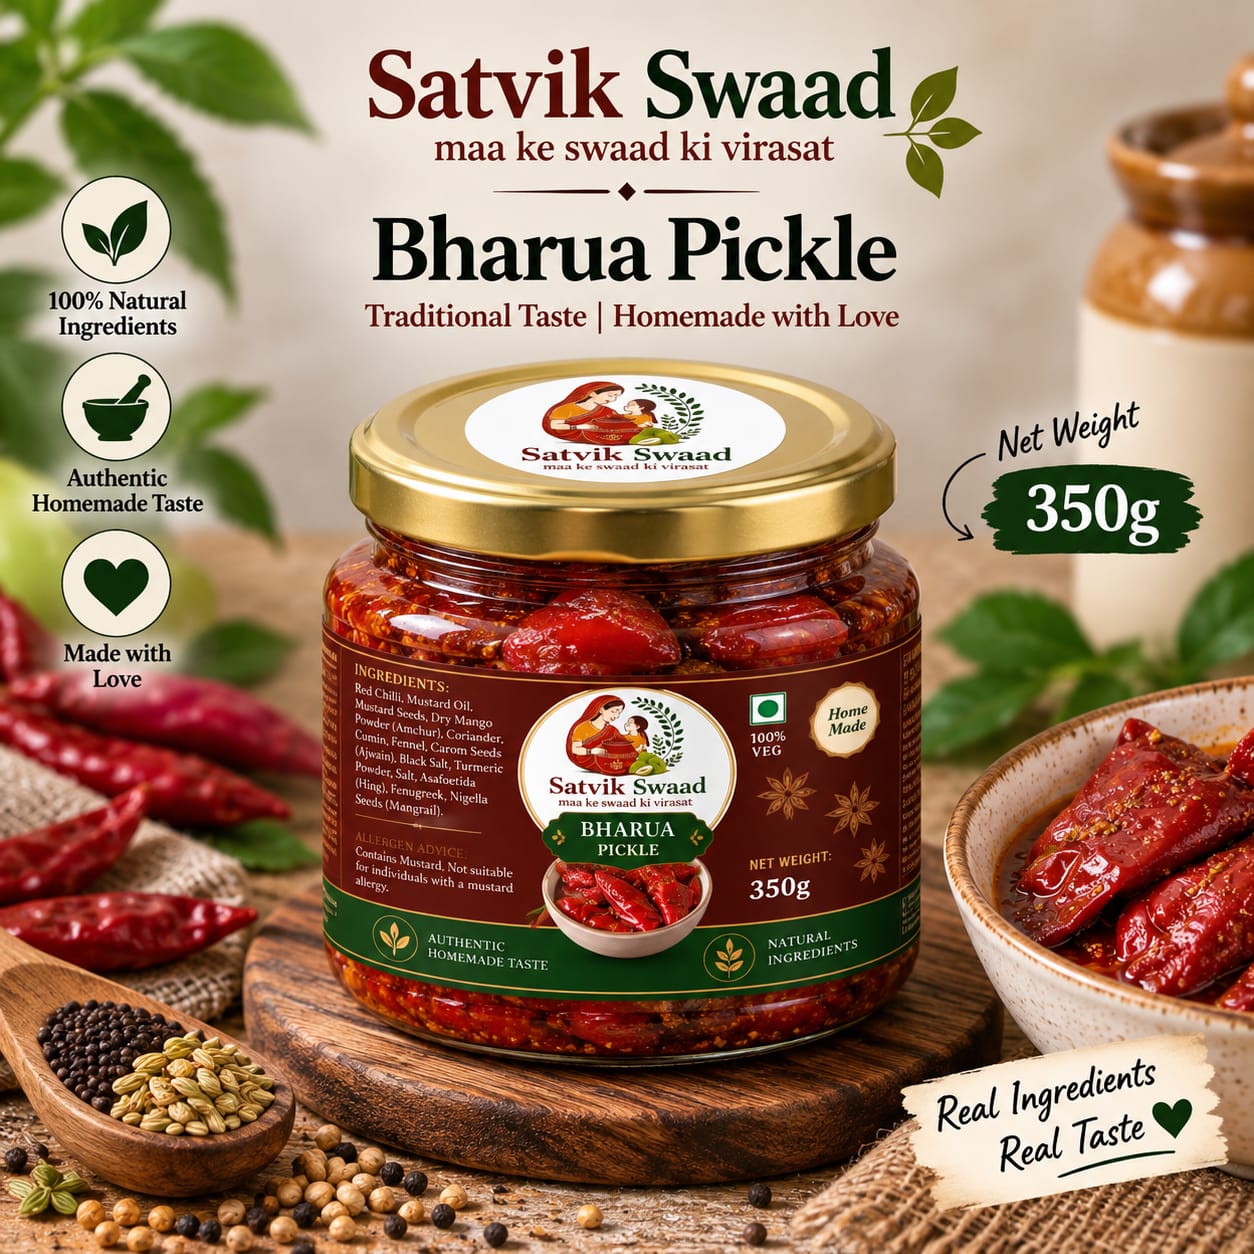 Satvik Swaad
maa ke swaad ki virasat
Bharua Pickle
Traditional Taste | Homemade with Love
100% Natural
Ingredients
Authentic
Homemade Taste
Made with
Love
Net Weight
350g
Satvik Swaad
maa ke swaad ki virasat
INGREDIENTS:
Red Chilli, Mustard Oil,
Mustard Seeds, Dry Mango
Powder (Amchur), Coriander,
Cumin, Fennel, Carom Seeds
(Ajwain), Black Salt, Turmeric
Powder, Salt, Asafoetida
(Hing), Fenugreek, Nigella
Seeds (Mangrail).
ALLERGEN ADVICE:
Contains Mustard, Not suitable
for individuals with a mustard
allergy.
Satvik Swaad
maa ke swaad ki virasat
BHARUA
PICKLE
100%
VEG
Home
Made
NET WEIGHT:
350g
AUTHENTIC
HOMEMADE TASTE
NATURAL
INGREDIENTS
Real Ingredients
Real Taste